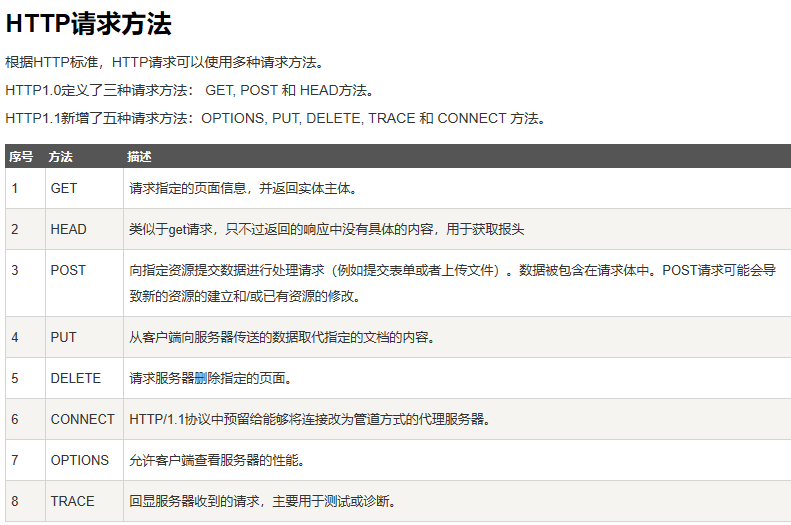 HTTP请求方法
根据HTTP标准，HTTP请求可以使用多种请求方法。
HTTP1.0定义了三种请求方法： GET, POST 和 HEAD方法。
HTTP1.1新增了五种请求方法：OPTIONS, PUT, DELETE, TRACE 和 CONNECT 方法。
序号 方法 描述
1 GET 请求指定的页面信息，并返回实体主体。
2 HEAD 类似于get请求，只不过返回的响应中没有具体的内容，用于获取报头
3 POST 向指定资源提交数据进行处理请求（例如提交表单或者上传文件）。数据被包含在请求体中。POST请求可能会导
致新的资源的建立和/或已有资源的修改。
4 PUT 从客户端向服务器传送的数据取代指定的文档的内容。
5 DELETE 请求服务器删除指定的页面。
6 CONNECT HTTP/1.1协议中预留给能够将连接改为管道方式的代理服务器。
7 OPTIONS 允许客户端查看服务器的性能。
8 TRACE 回显服务器收到的请求，主要用于测试或诊断。